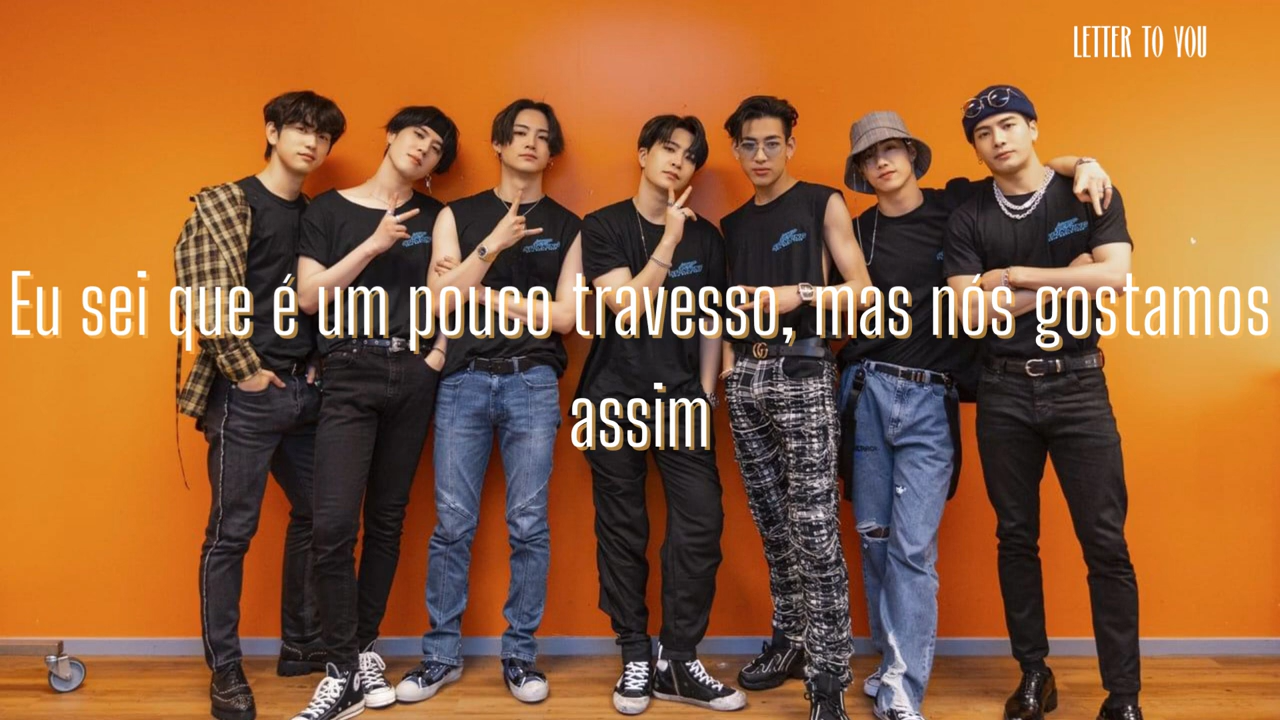 LETTER TO YOU
Eu sei que é um pouco travesso, mas nós gostamos
assim